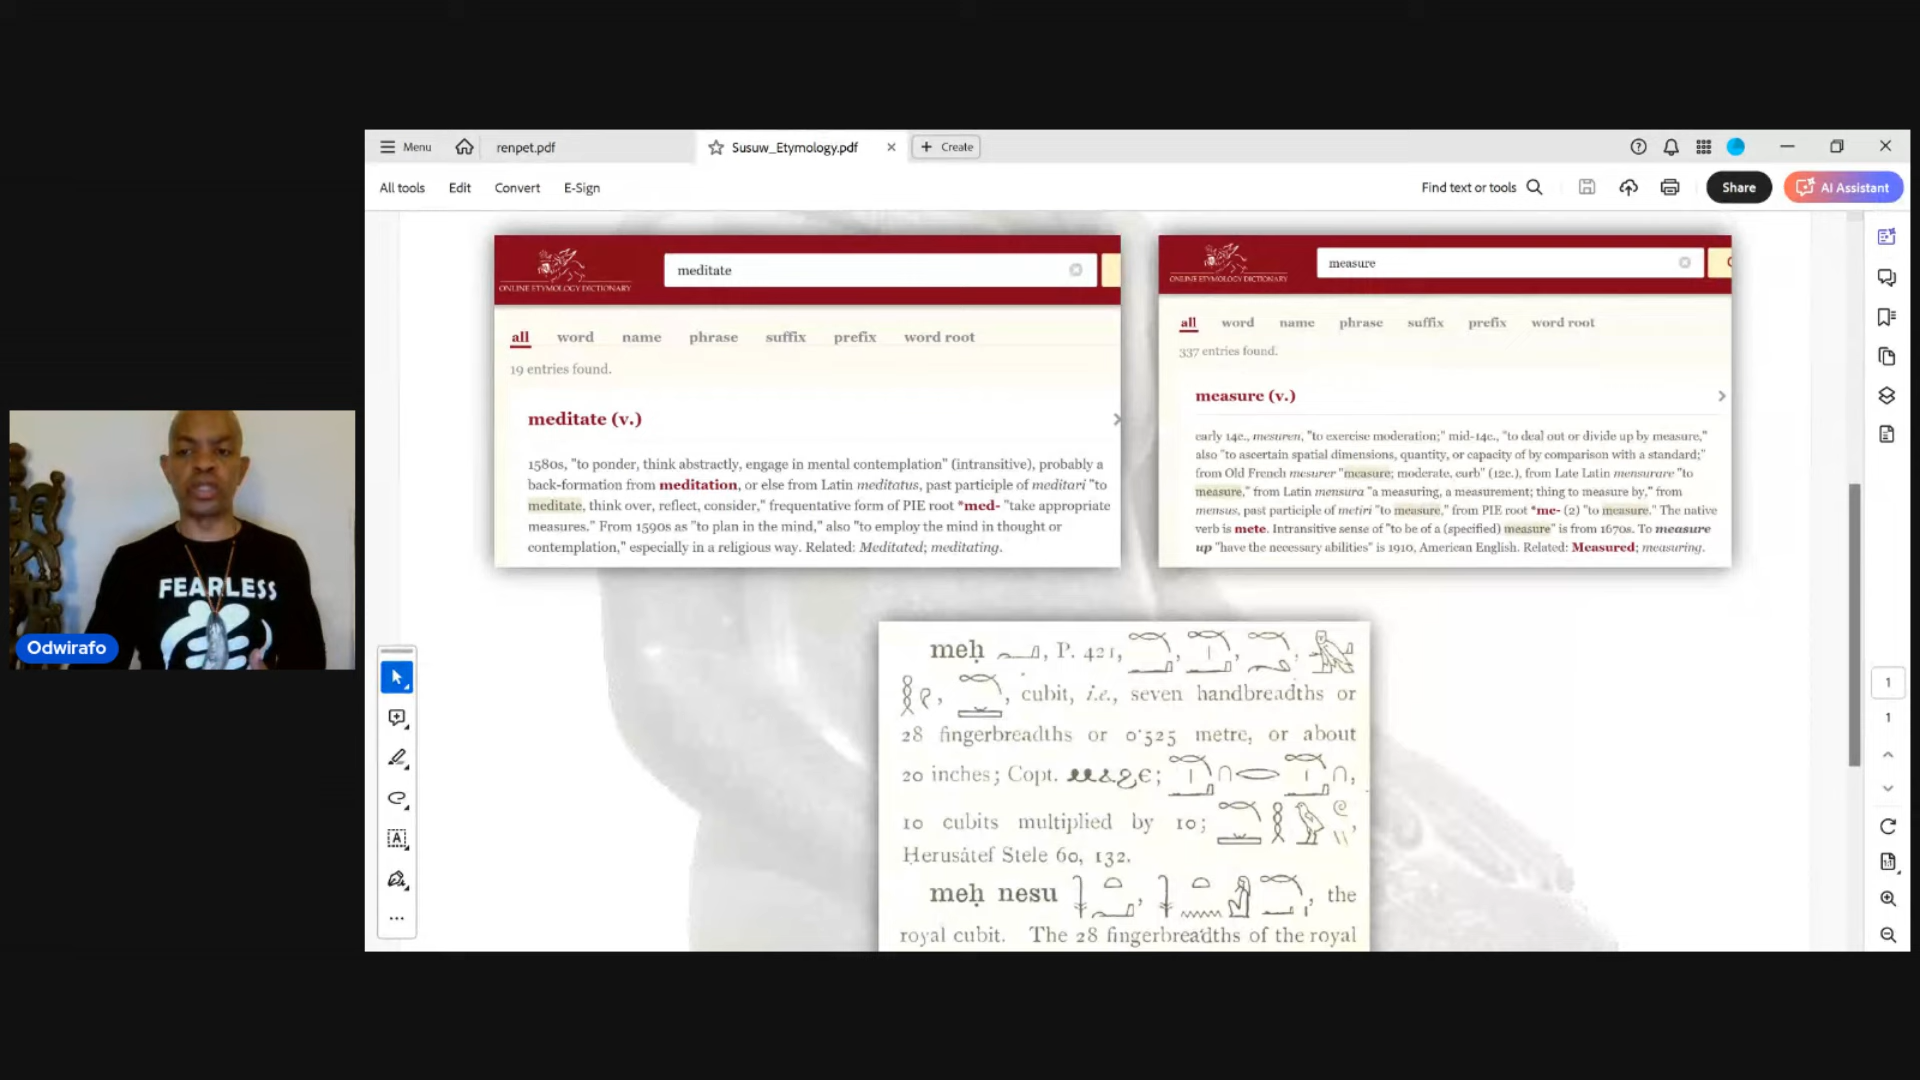 Menu
renpet.pdf
Susuw_Etymology.pdf
Create
All tools
Edit
Convert
E-Sign
Find text or tools
Share
AI Assistant
ONLINE ETYMOLOGY DICTIONARY
meditate
all word name phrase suffix prefix word root
19 entries found.
meditate (v.)
1580s, "to ponder, think abstractly, engage in mental contemplation" (intransitive), probably a
back-formation from meditation, or else from Latin meditatus, past participle of meditari "to
meditate, think over, reflect, consider," frequentative form of PIE root *med- "take appropriate
measures." From 1590s as "to plan in the mind," also "to employ the mind in thought or
contemplation," especially in a religious way. Related: Meditated; meditating.
ONLINE ETYMOLOGY DICTIONARY
measure
all word name phrase suffix prefix word root
337 entries found.
measure (v.)
early 14c., mesuren, "to exercise moderation;" mid-14c., "to deal out or divide up by measure,"
also "to ascertain spatial dimensions, quantity, or capacity of by comparison with a standard;"
from Old French mesurer "measure; moderate, curb" (12c.), from Late Latin mensurare "to
measure," from Latin mensura "a measuring, a measurement; thing to measure by," from
mensus, past participle of metiri "to measure," from PIE root *me- (2) "to measure." The native
verb is mete. Intransitive sense of "to be of a (specified) measure" is from 1670s. To measure
up "have the necessary abilities" is 1910, American English. Related: Measured; measuring.
meḥ , P. 421,
, cubit, i.e., seven handbreadths or
28 fingerbreadths or 0·525 metre, or about
20 inches; Copt. ⲙⲁϩⲉ;
10 cubits multiplied by 10;
Ḥerusátef Stele 60, 132.
meḥ nesu , the
royal cubit. The 28 fingerbreadths of the royal
FEARLESS
Odwirafo
1
1